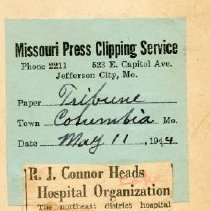 Missouri Press Clipping Service
Phone 2211 523 E. Capitol Ave.
Jefferson City, Mo.
Paper Tribune
Town Columbia Mo.
Date May 11, 1944
R. J. Connor Heads
Hospital Organization
The northeast district hospital